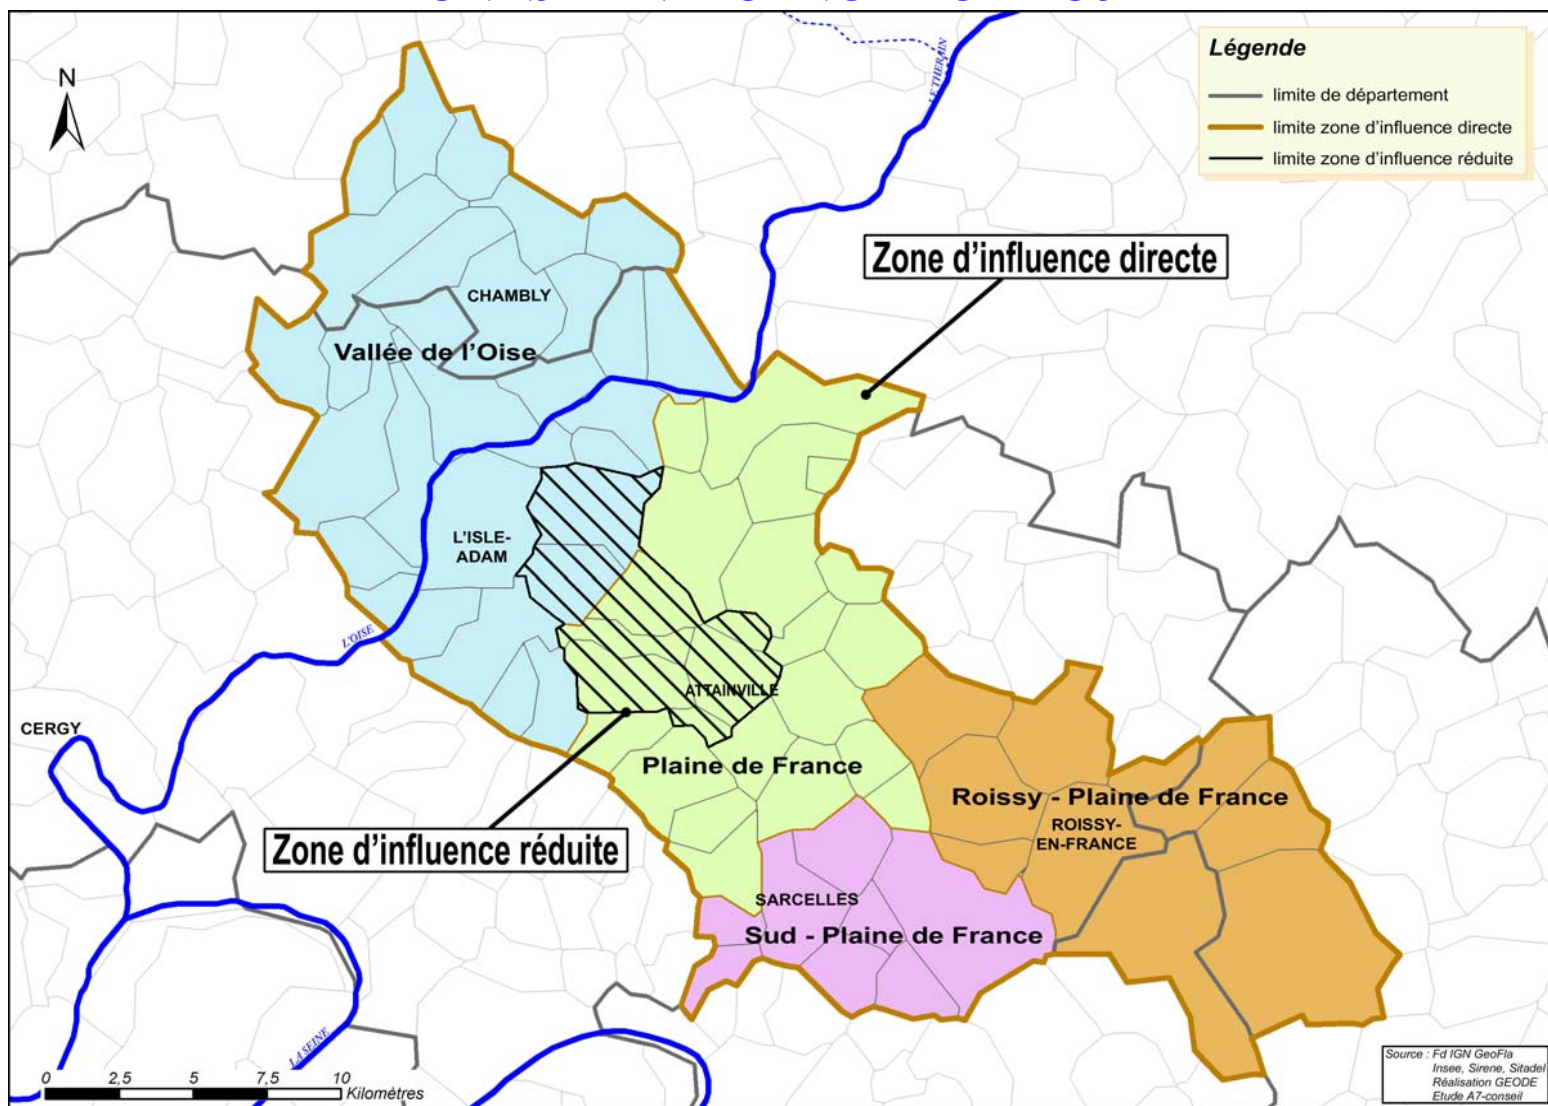 Légende
limite de département
limite zone d'influence directe
limite zone d'influence réduite
N
LE THERAIN
Zone d'influence directe
CHAMBLY
Vallée de l'Oise
L'ISLE-
ADAM
L'OISE
ATTAINVILLE
CERGY
Plaine de France
Roissy - Plaine de France
ROISSY-
EN-FRANCE
Zone d'influence réduite
SARCELLES
Sud - Plaine de France
LA SEINE
0 2,5 5 7,5 10
Kilomètres
Source : Fd IGN GeoFla
Insee, Sirene, Sitadel
Réalisation GEODE
Etude A7-conseil